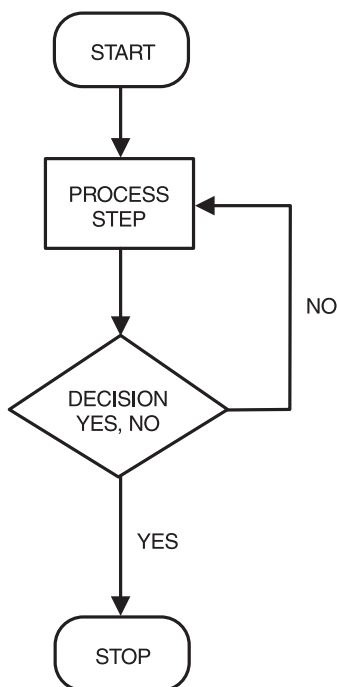 START
PROCESS
STEP
NO
DECISION
YES, NO
YES
STOP